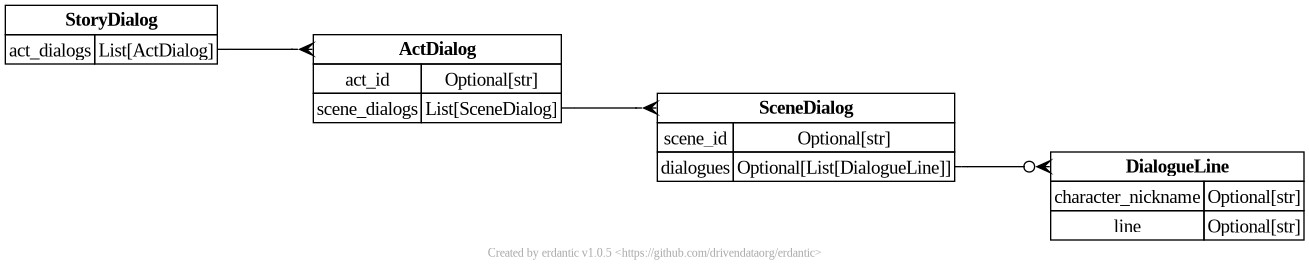 StoryDialog
act_dialogs List[ActDialog]
ActDialog
act_id Optional[str]
scene_dialogs List[SceneDialog]
SceneDialog
scene_id Optional[str]
dialogues Optional[List[DialogueLine]]
DialogueLine
character_nickname Optional[str]
line Optional[str]
Created by erdantic v1.0.5 <https://github.com/drivendataorg/erdantic>